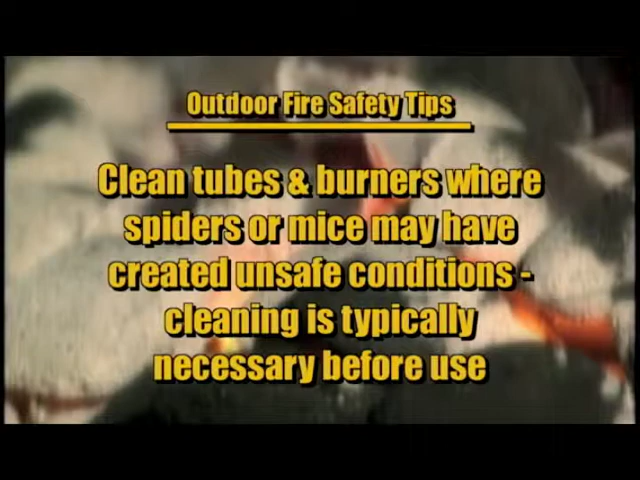 Outdoor Fire Safety Tips
Clean tubes & burners where
spiders or mice may have
created unsafe conditions -
cleaning is typically
necessary before use